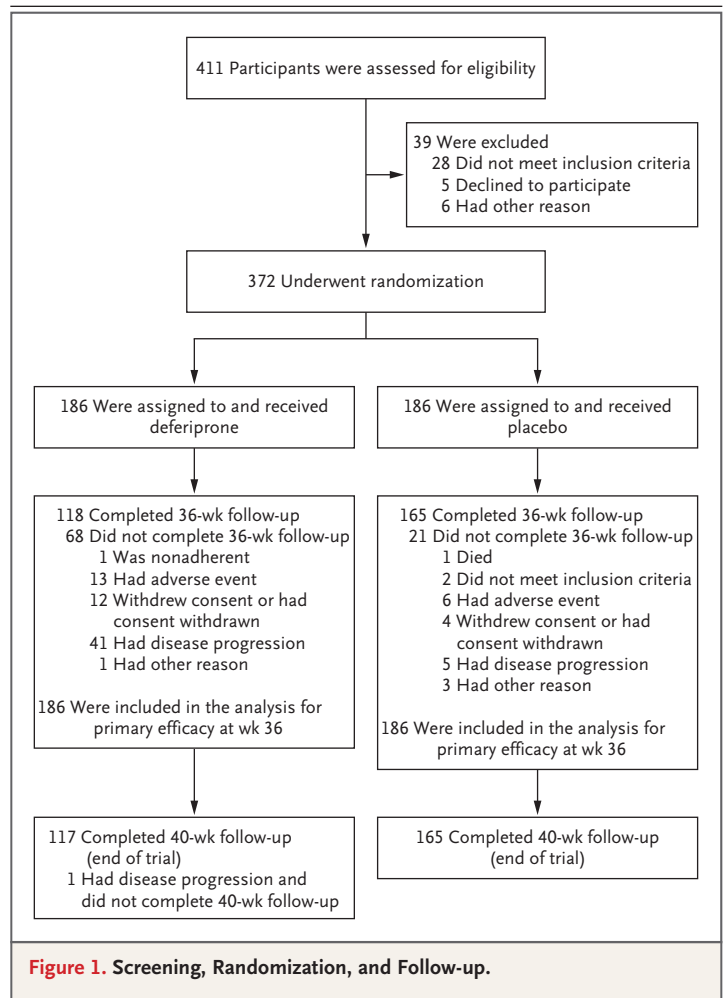 411 Participants were assessed for eligibility
39 Were excluded
28 Did not meet inclusion criteria
5 Declined to participate
6 Had other reason
372 Underwent randomization
186 Were assigned to and received
deferiprone
186 Were assigned to and received
placebo
118 Completed 36-wk follow-up
68 Did not complete 36-wk follow-up
1 Was nonadherent
13 Had adverse event
12 Withdrew consent or had
consent withdrawn
41 Had disease progression
1 Had other reason
186 Were included in the analysis for
primary efficacy at wk 36
165 Completed 36-wk follow-up
21 Did not complete 36-wk follow-up
1 Died
2 Did not meet inclusion criteria
6 Had adverse event
4 Withdrew consent or had
consent withdrawn
5 Had disease progression
3 Had other reason
186 Were included in the analysis for
primary efficacy at wk 36
117 Completed 40-wk follow-up
(end of trial)
1 Had disease progression and
did not complete 40-wk follow-up
165 Completed 40-wk follow-up
(end of trial)
Figure 1. Screening, Randomization, and Follow-up.